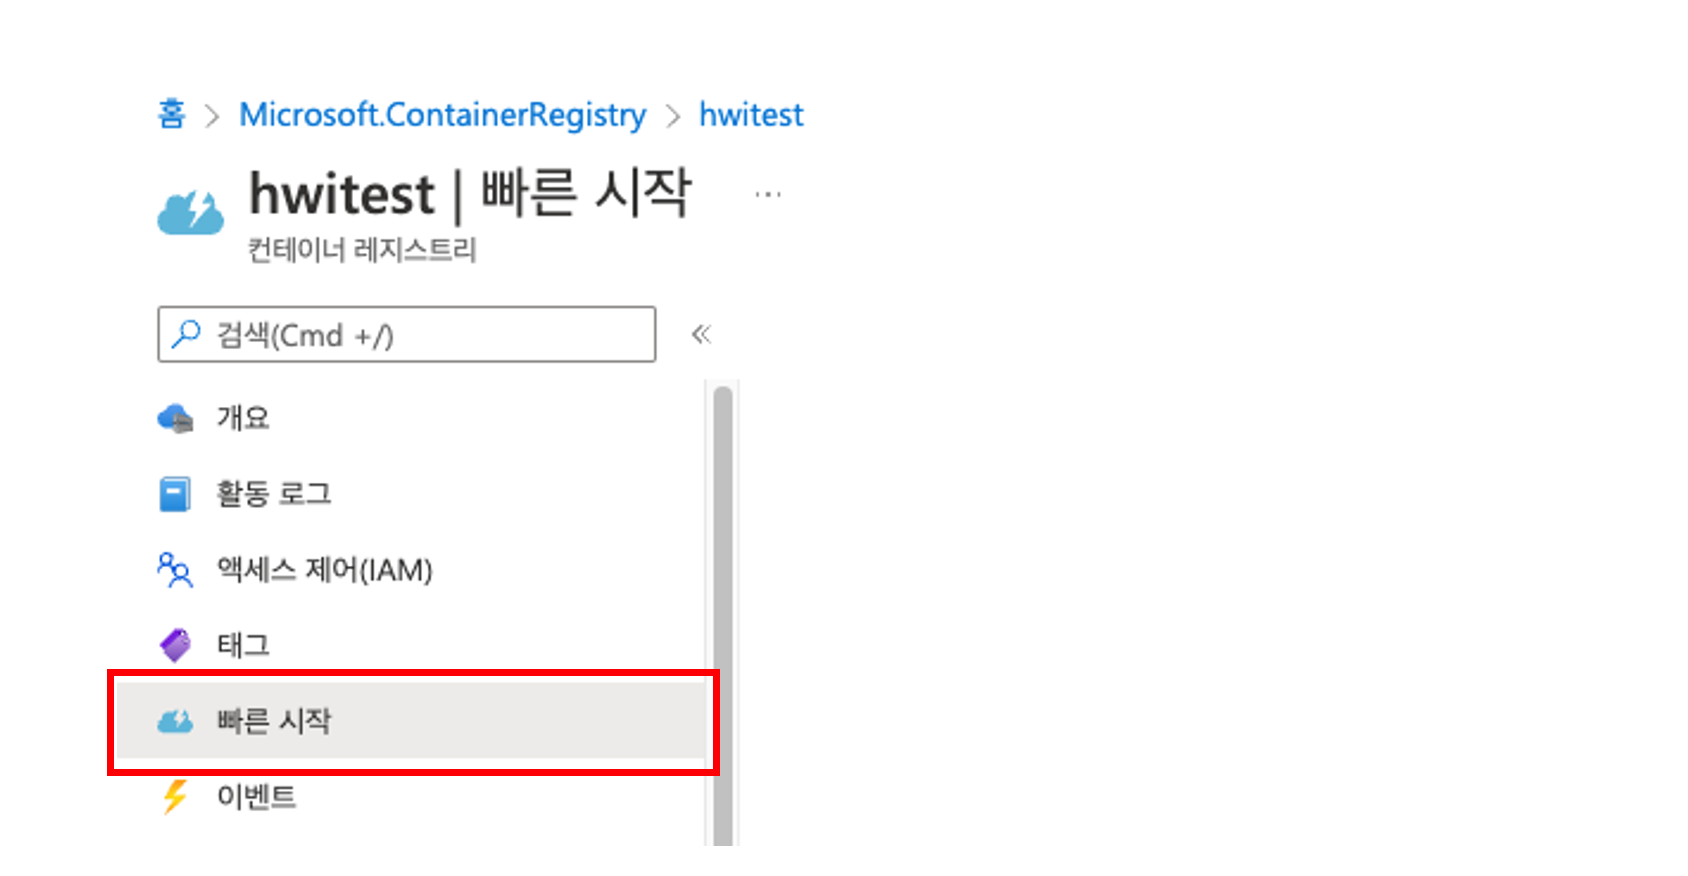 홈 > Microsoft.ContainerRegistry > hwitest
hwitest | 빠른 시작 ...
컨테이너 레지스트리
검색(Cmd +/) «
개요
활동 로그
액세스 제어(IAM)
태그
빠른 시작
이벤트